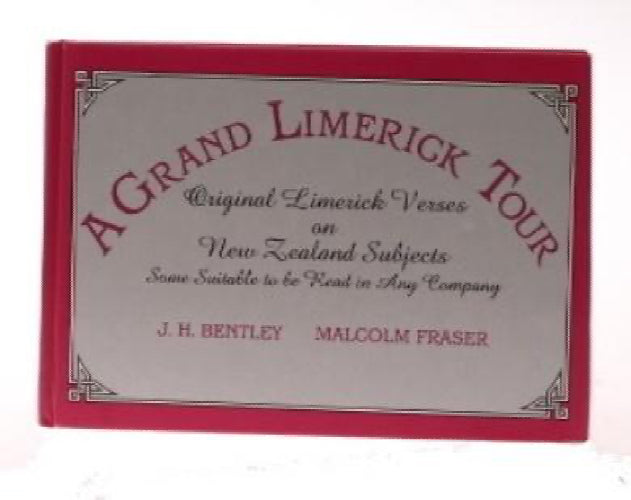 A GRAND LIMERICK TOUR
Original Limerick Verses
on
New Zealand Subjects
Some Suitable to be Read in Any Company
J. H. BENTLEY MALCOLM FRASER